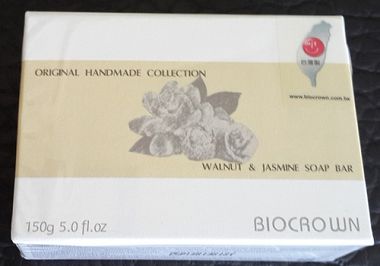 台灣製
www.biocrown.com.tw
ORIGINAL HANDMADE COLLECTION
WALNUT & JASMINE SOAP BAR
150g 5.0 fl.oz
BIOCROWN